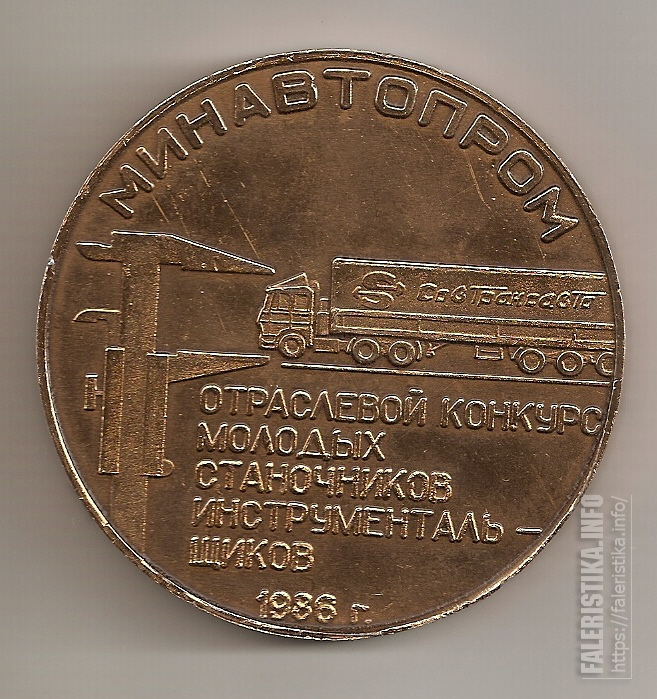 МИНАВТОПРОМ
СовТрансавто
ОТРАСЛЕВОЙ КОНКУРС
МОЛОДЫХ
СТАНОЧНИКОВ
ИНСТРУМЕНТАЛЬ-
ЩИКОВ
1986 г.
FALERISTIKA.INFO
https://faleristika.info/